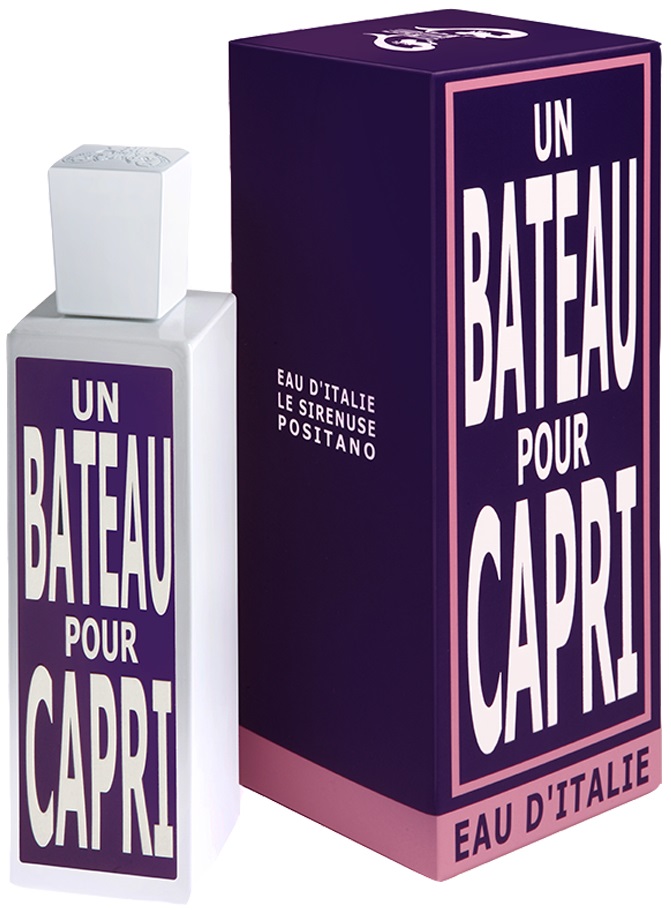 UN
BATEAU
POUR
CAPRI
EAU D'ITALIE
LE SIRENUSE
POSITANO
UN
BATEAU
POUR
CAPRI
EAU D'ITALIE